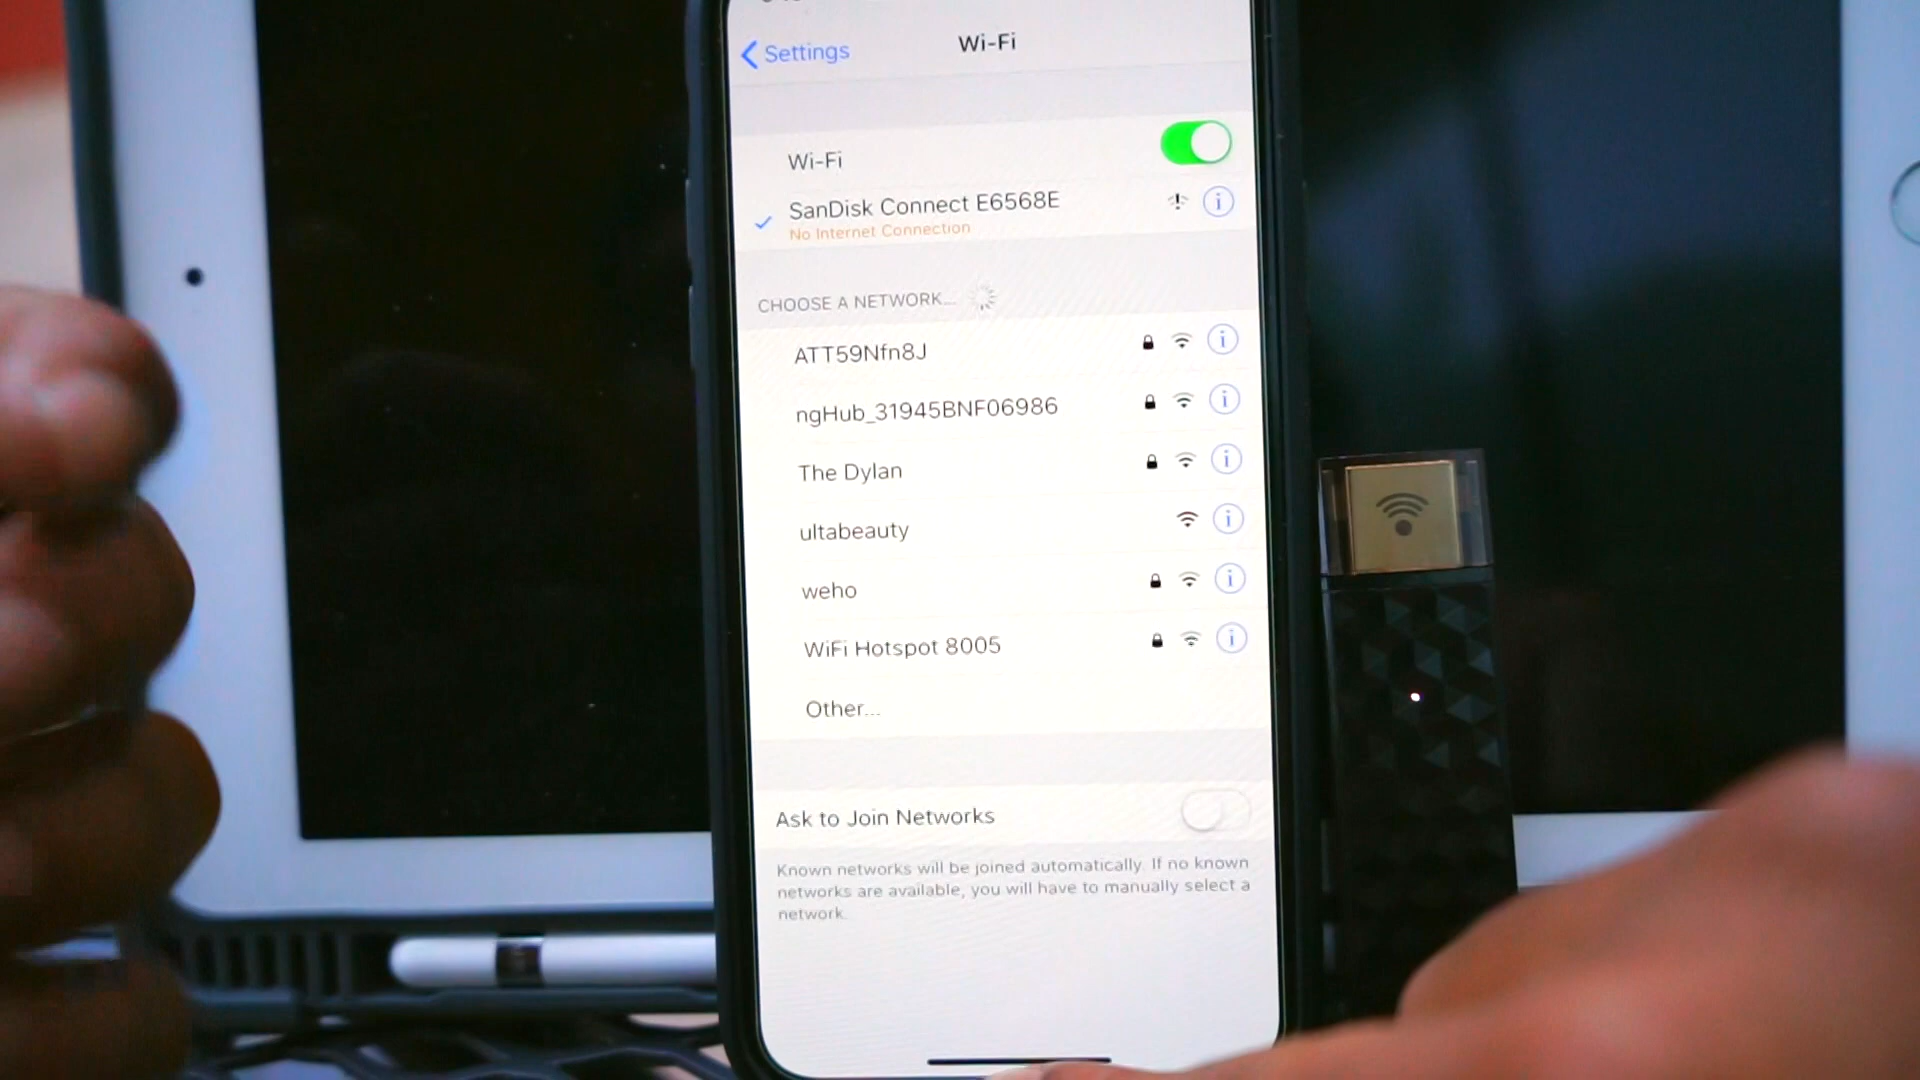 Settings
Wi-Fi
Wi-Fi
SanDisk Connect E6568E
No Internet Connection
CHOOSE A NETWORK...
ATT59Nfn8J
ngHub_31945BNF06986
The Dylan
ultabeauty
weho
WiFi Hotspot 8005
Other...
Ask to Join Networks
Known networks will be joined automatically. If no known
networks are available, you will have to manually select a
network.